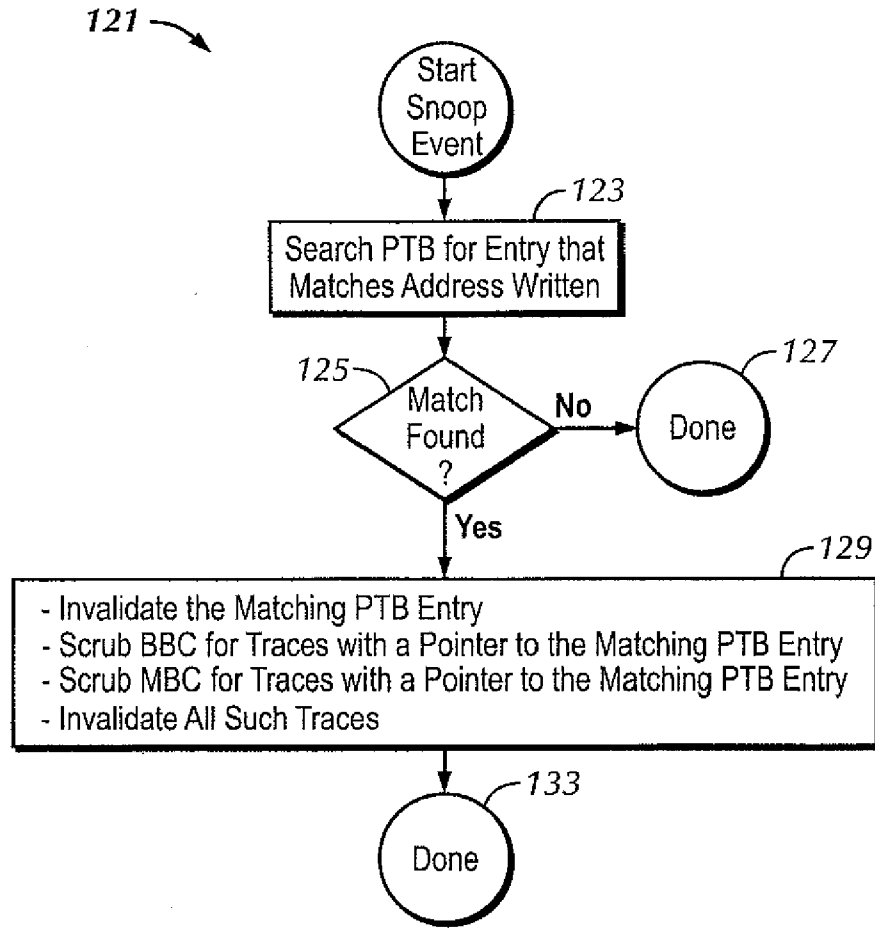 121
Start
Snoop
Event
123
Search PTB for Entry that
Matches Address Written
125
Match
Found
?
No
127
Done
Yes
129
- Invalidate the Matching PTB Entry
- Scrub BBC for Traces with a Pointer to the Matching PTB Entry
- Scrub MBC for Traces with a Pointer to the Matching PTB Entry
- Invalidate All Such Traces
133
Done